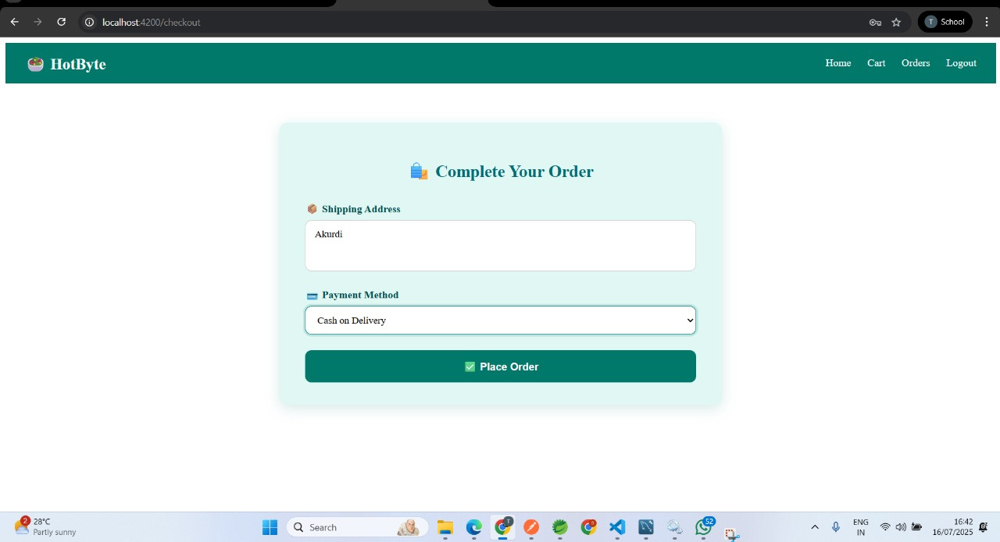 localhost:4200/checkout
T School
HotByte
Home Cart Orders Logout
Complete Your Order
Shipping Address
Akurdi
Payment Method
Cash on Delivery
Place Order
2
28°C
Partly sunny
Search
T
52
ENG
IN
16:42
16/07/2025